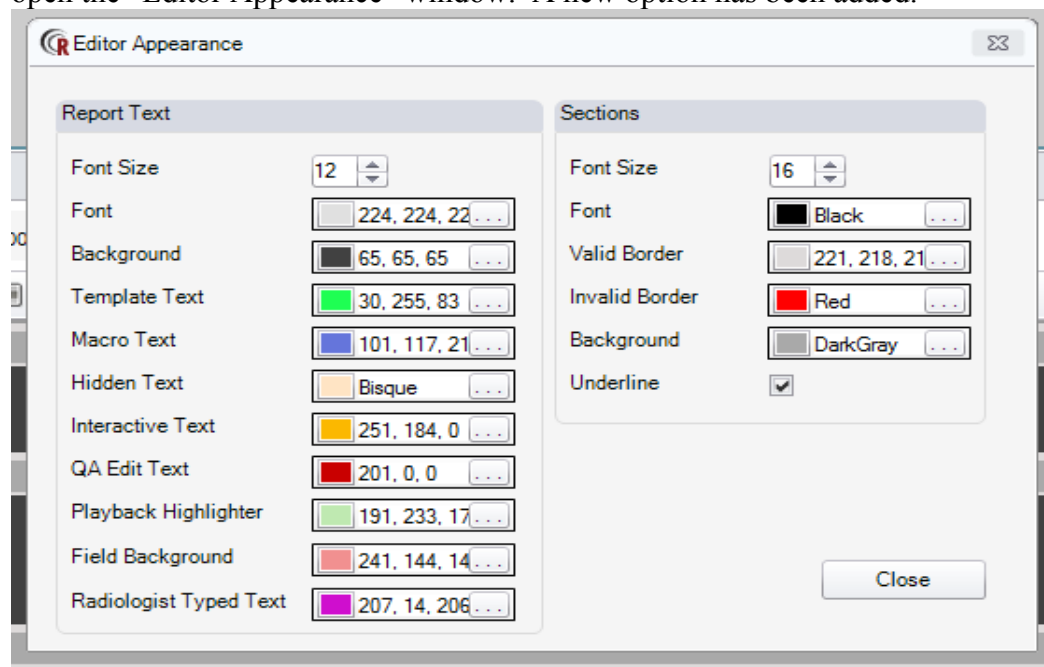 open the "Editor Appearance" window. A new option has been added.
Editor Appearance
Report Text
Font Size 12
Font 224, 224, 22 ...
Background 65, 65, 65 ...
Template Text 30, 255, 83 ...
Macro Text 101, 117, 21 ...
Hidden Text Bisque ...
Interactive Text 251, 184, 0 ...
QA Edit Text 201, 0, 0 ...
Playback Highlighter 191, 233, 17 ...
Field Background 241, 144, 14 ...
Radiologist Typed Text 207, 14, 206 ...
Sections
Font Size 16
Font Black ...
Valid Border 221, 218, 21 ...
Invalid Border Red ...
Background DarkGray ...
Underline
Close